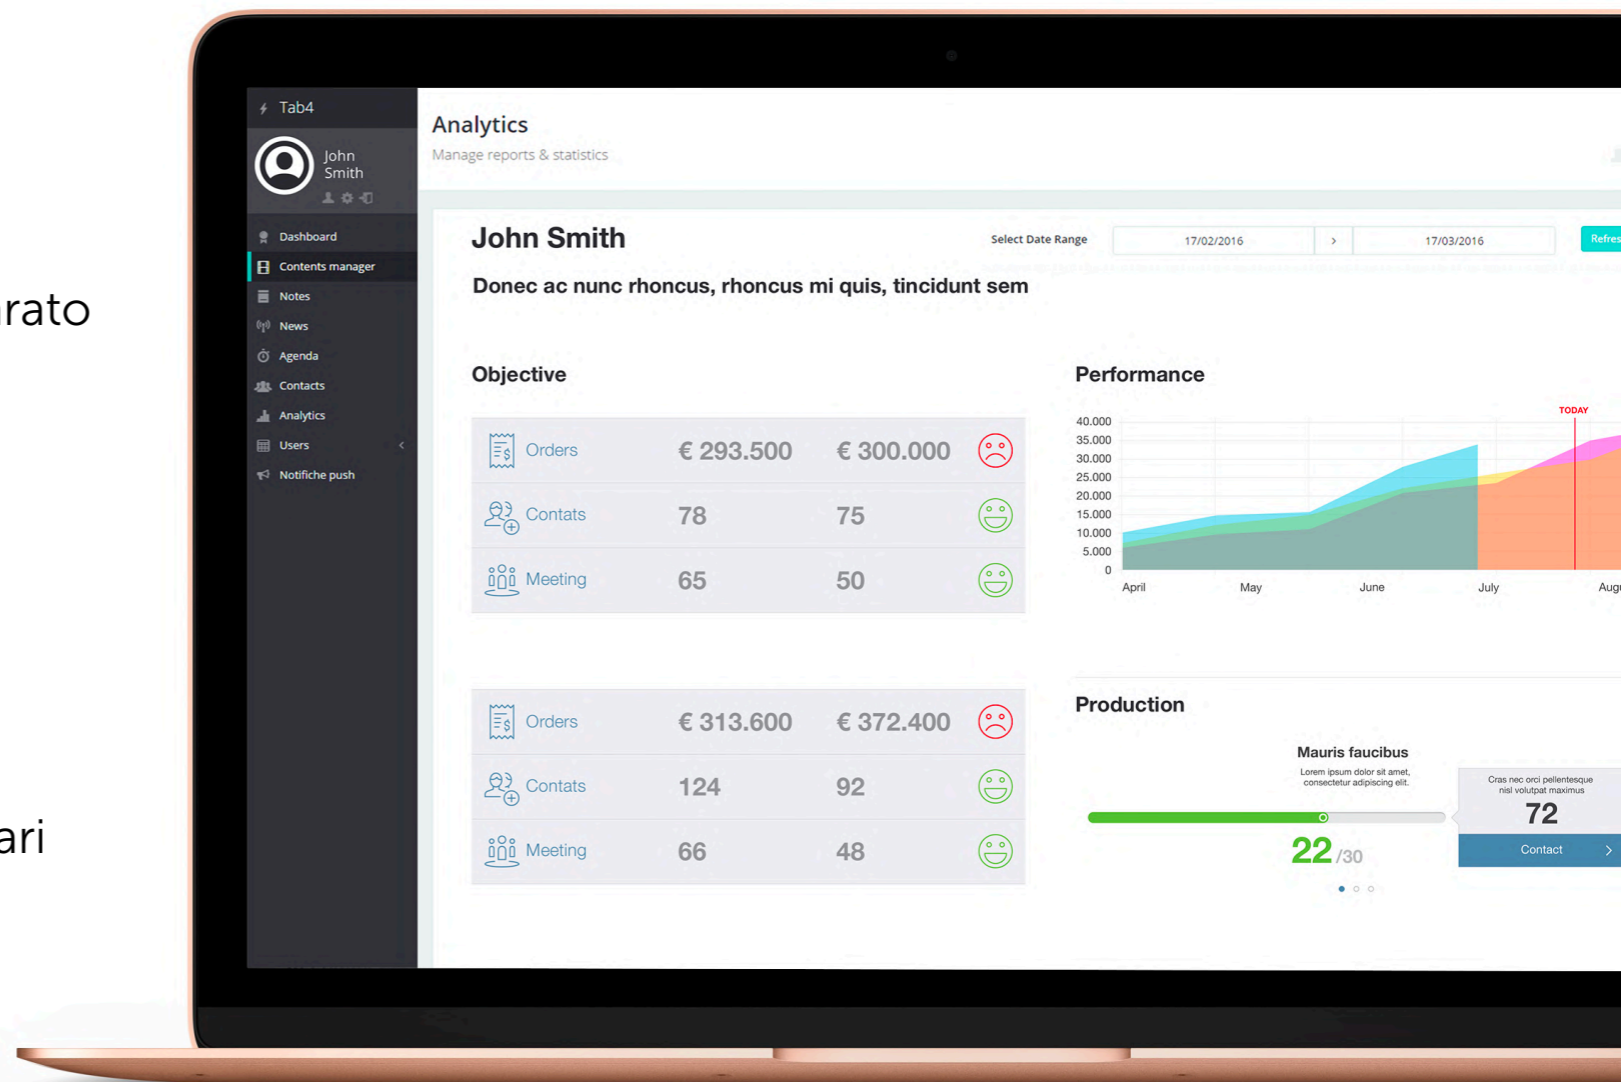 rato
ari
Tab4
John
Smith
Dashboard
Contents manager
Notes
News
Agenda
Contacts
Analytics
Users
Notifiche push
Analytics
Manage reports & statistics
John Smith
Select Date Range 17/02/2016 > 17/03/2016 Refres
Donec ac nunc rhoncus, rhoncus mi quis, tincidunt sem
Objective
Orders € 293.500 € 300.000
Contats 78 75
Meeting 65 50
Orders € 313.600 € 372.400
Contats 124 92
Meeting 66 48
Performance
TODAY
40.000
35.000
30.000
25.000
20.000
15.000
10.000
5.000
0
April May June July Augu
Production
Mauris faucibus
Lorem ipsum dolor sit amet,
consectetur adipiscing elit.
22 /30
Cras nec orci pellentesque
nisl volutpat maximus
72
Contact